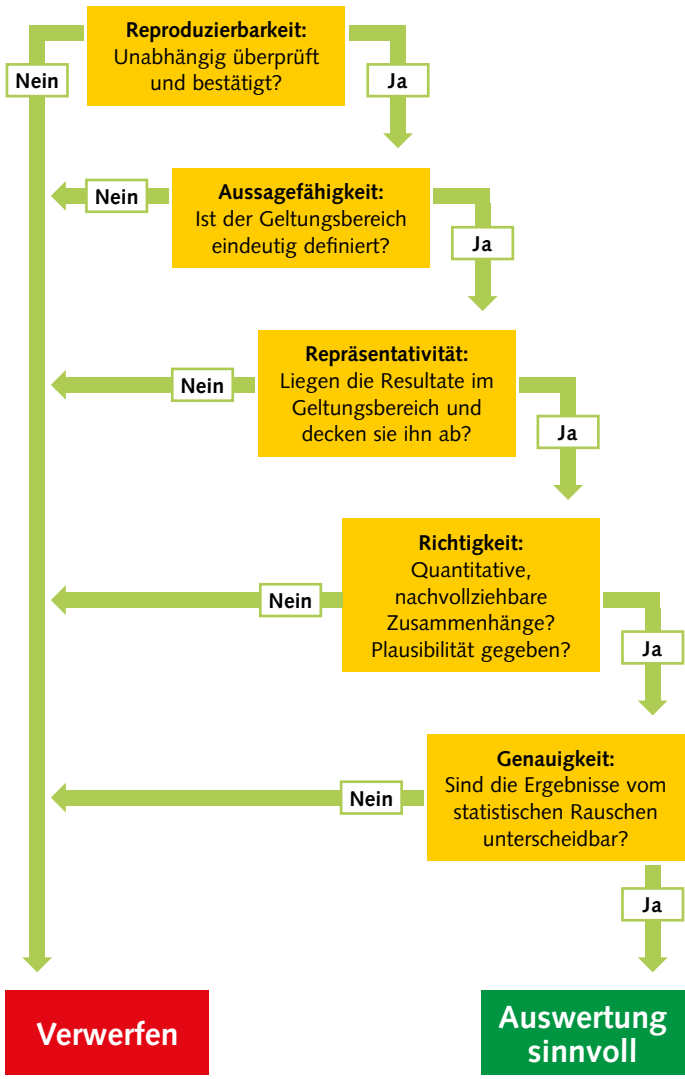 Reproduzierbarkeit:
Unabhängig überprüft
und bestätigt?
Nein
Ja
Aussagefähigkeit:
Ist der Geltungsbereich
eindeutig definiert?
Nein
Ja
Repräsentativität:
Liegen die Resultate im
Geltungsbereich und
decken sie ihn ab?
Nein
Ja
Richtigkeit:
Quantitative,
nachvollziehbare
Zusammenhänge?
Plausibilität gegeben?
Nein
Ja
Genauigkeit:
Sind die Ergebnisse vom
statistischen Rauschen
unterscheidbar?
Nein
Ja
Verwerfen
Auswertung
sinnvoll